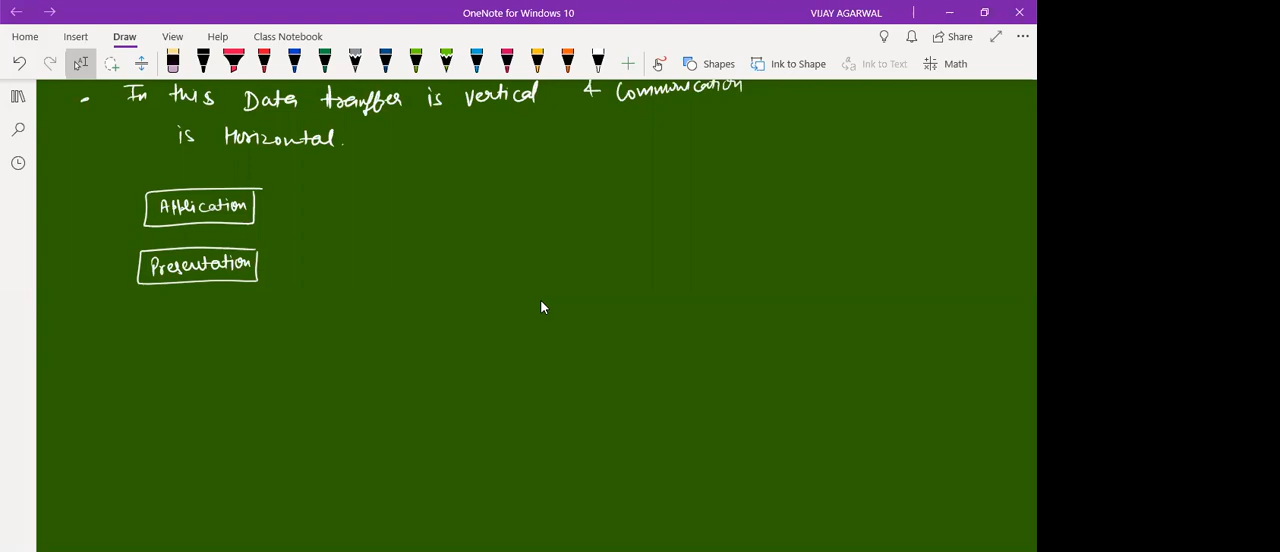 OneNote for Windows 10
VIJAY AGARWAL
Home Insert Draw View Help Class Notebook
Share
Shapes Ink to Shape Ink to Text Math
- In this Data transfer is vertical & Communication
is Horizontal.
Application
Presentation